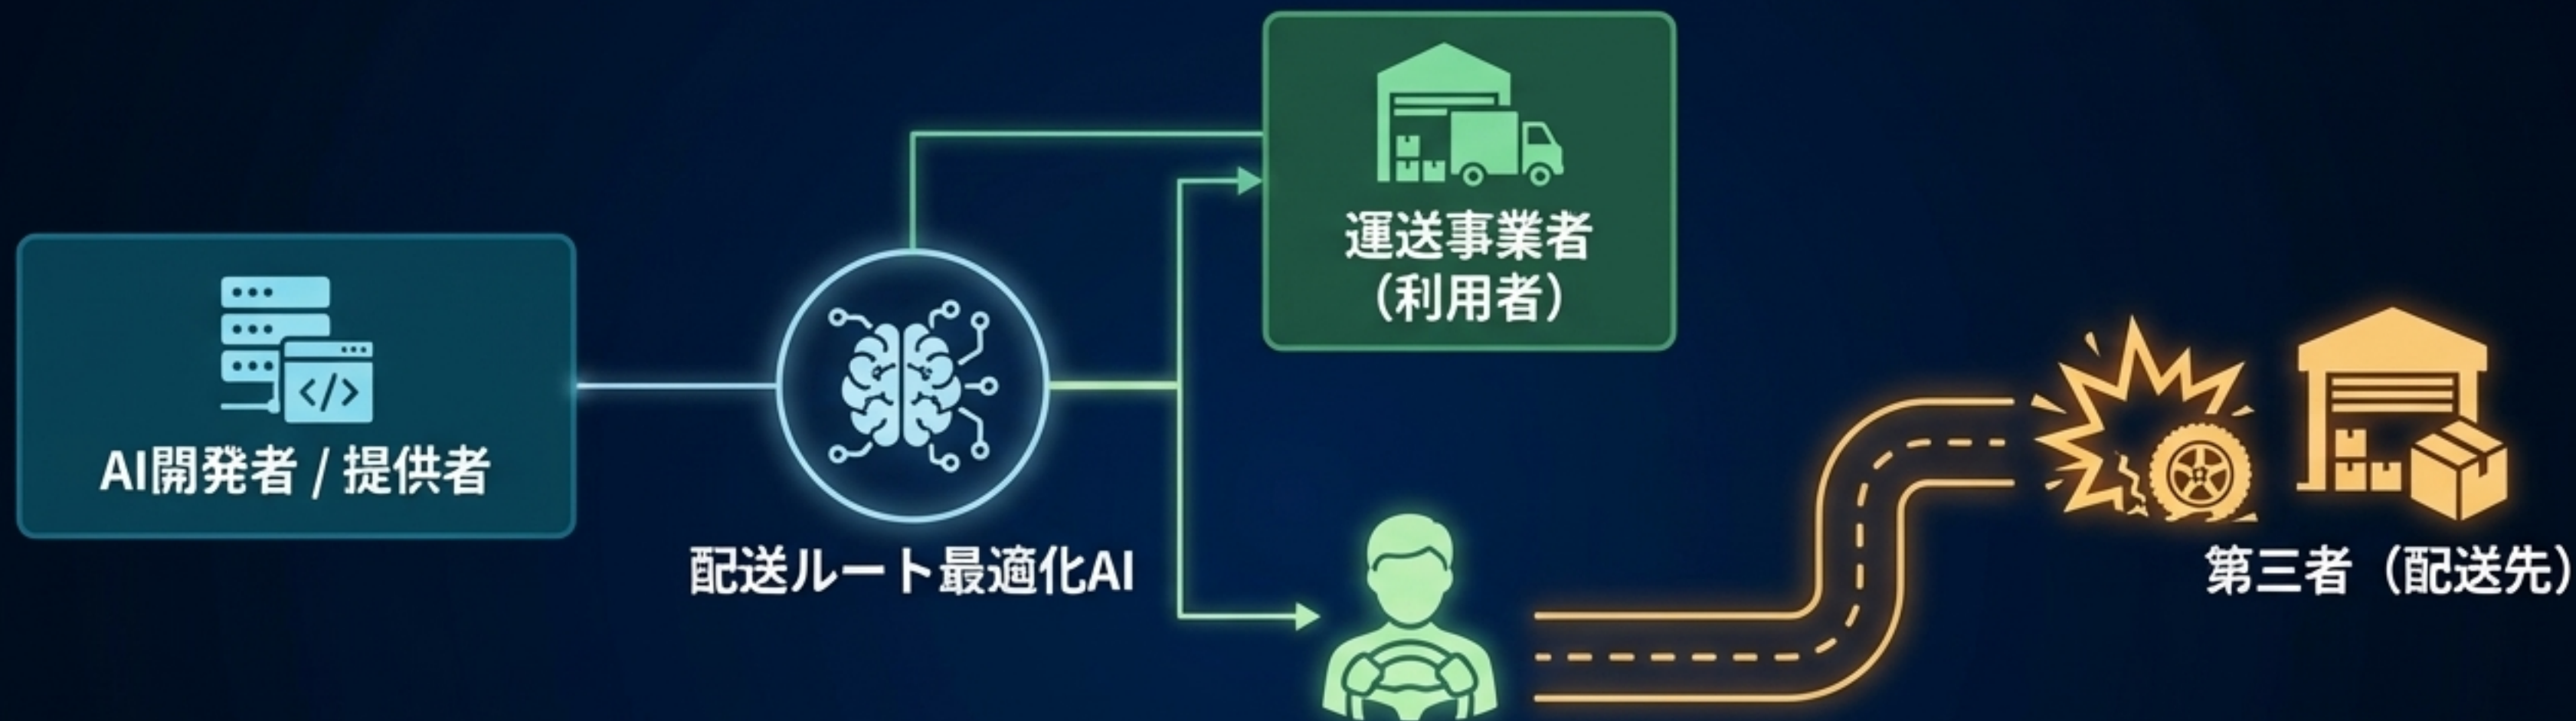 運送事業者
（利用者）
AI開発者 / 提供者
</>
配送ルート最適化AI
第三者（配送先）